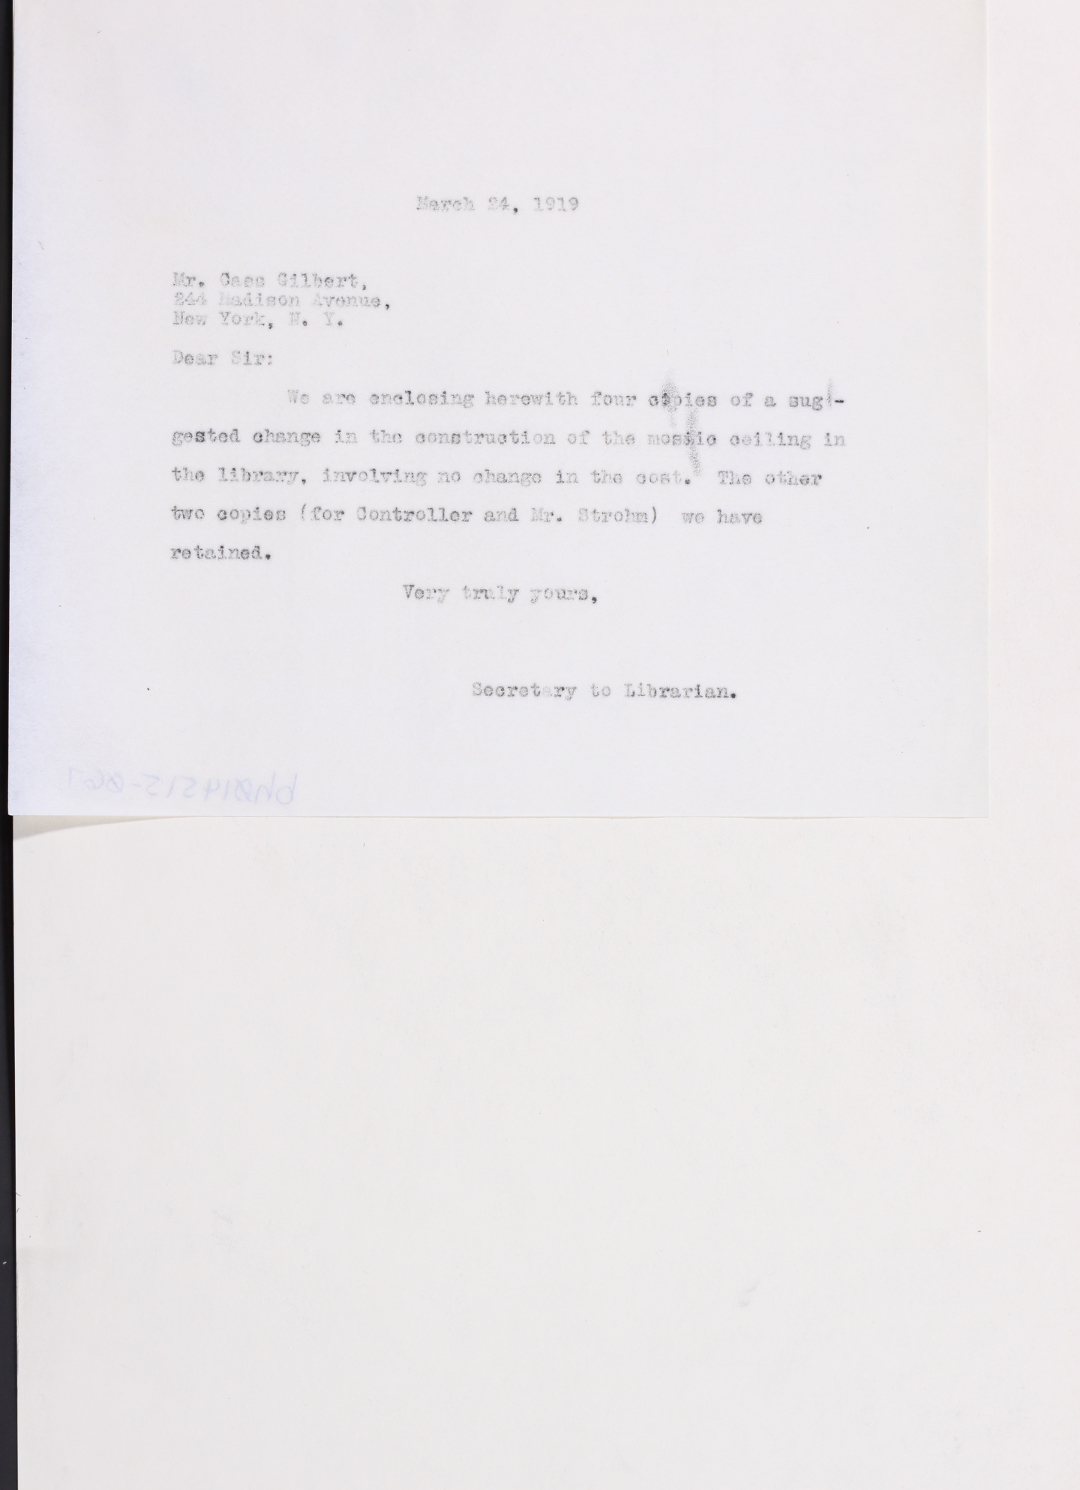 March 24, 1919
Mr. Cass Gilbert,
244 Madison Avenue,
New York, N. Y.
Dear Sir:
We are enclosing herewith four copies of a sug-
gested change in the construction of the mosaic ceiling in
the library, involving no change in the cost. The other
two copies (for Controller and Mr. Strohm) we have
retained.
Very truly yours,
Secretary to Librarian.